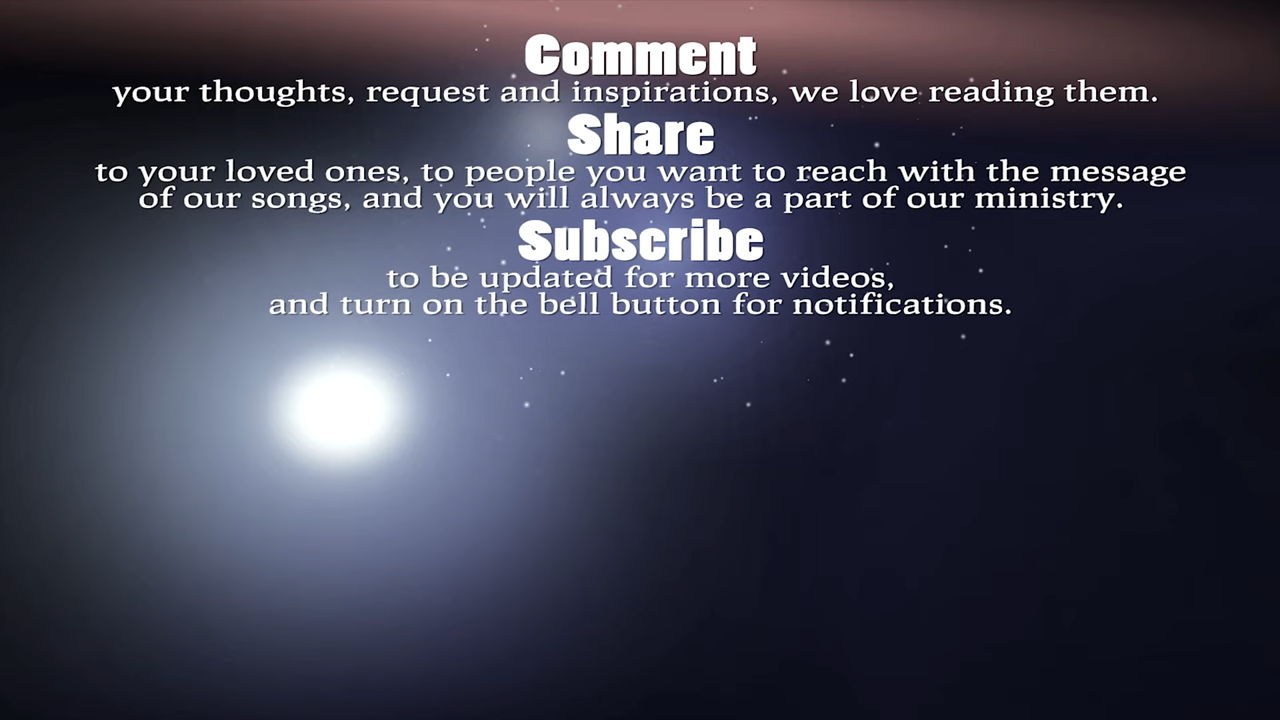 Comment
your thoughts, request and inspirations, we love reading them.
Share
to your loved ones, to people you want to reach with the message
of our songs, and you will always be a part of our ministry.
Subscribe
to be updated for more videos,
and turn on the bell button for notifications.